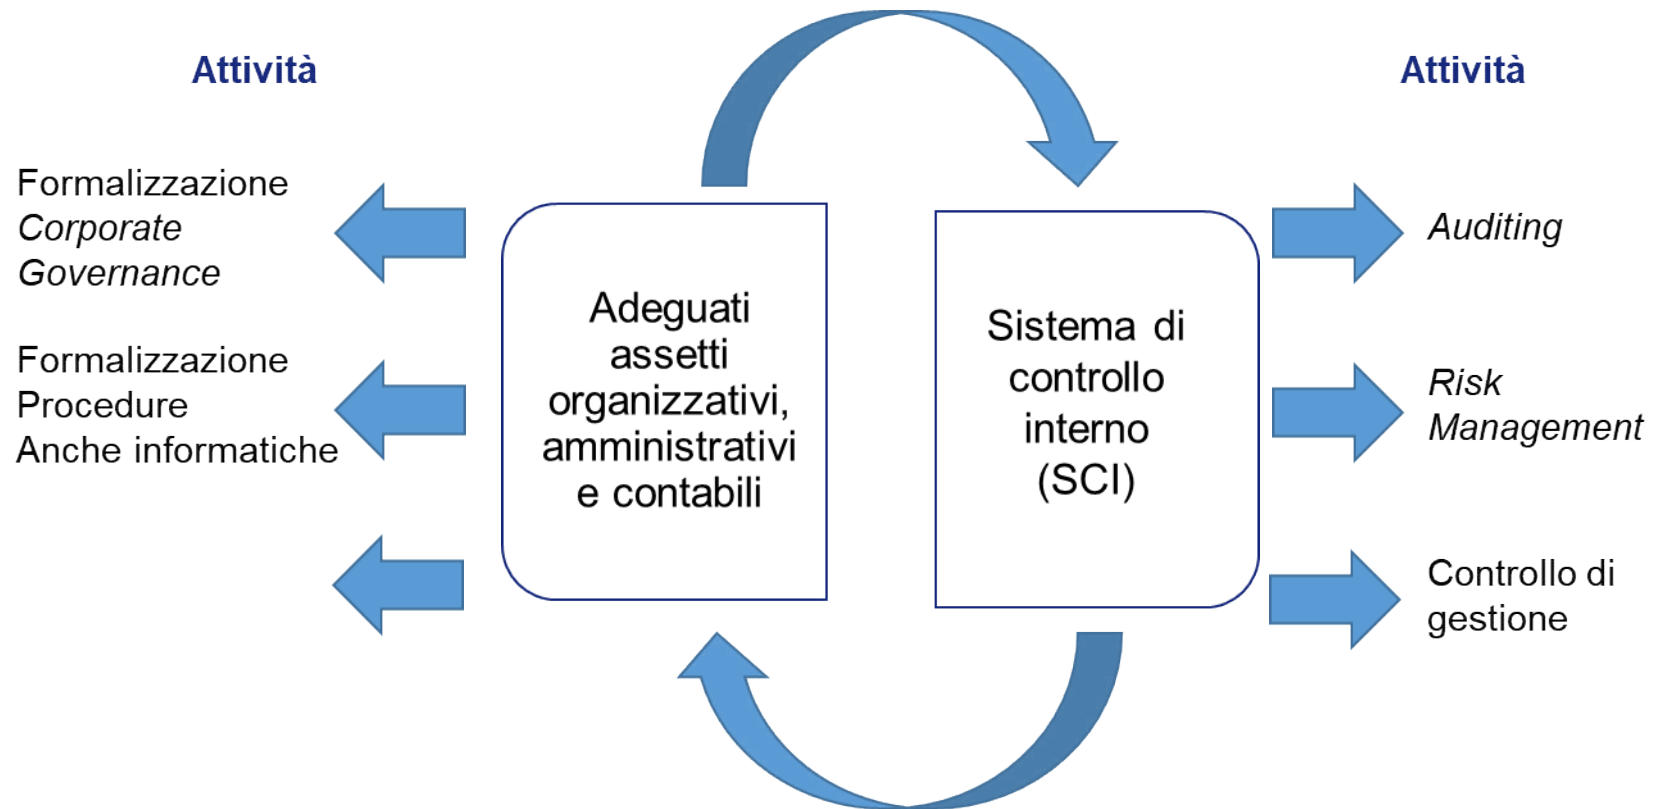 Attività
Formalizzazione
Corporate
Governance
Formalizzazione
Procedure
Anche informatiche
Adeguati
assetti
organizzativi,
amministrativi
e contabili
Sistema di
controllo
interno
(SCI)
Attività
Auditing
Risk
Management
Controllo di
gestione